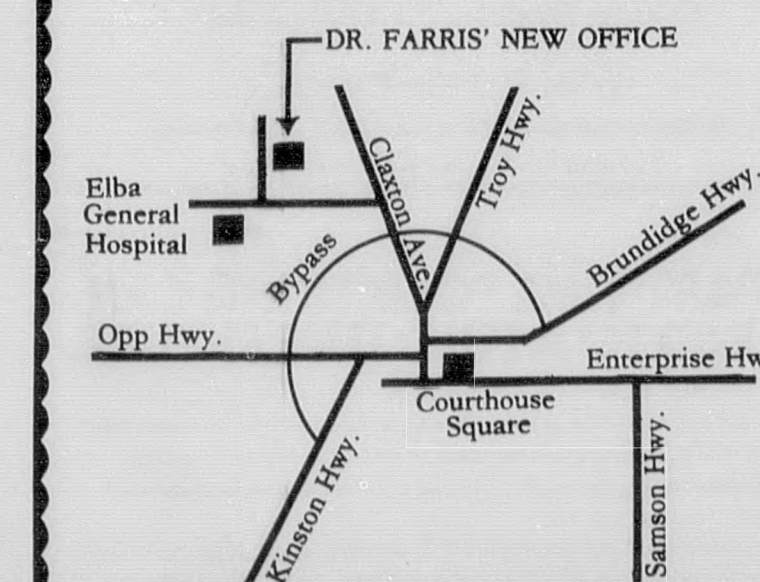 DR. FARRIS' NEW OFFICE
Claxton Ave.
Troy Hwy.
Elba
General
Hospital
Brundidge Hwy.
Bypass
Opp Hwy.
Enterprise Hw
Courthouse
Square
Kinston Hwy.
Samson Hwy.